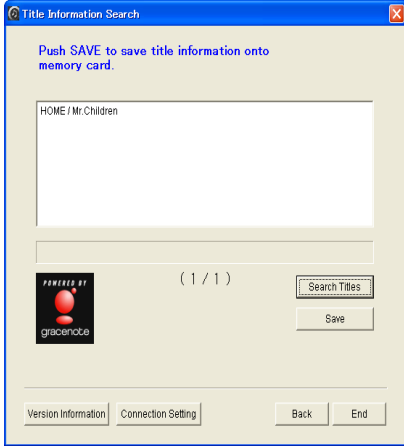 Title Information Search
Push SAVE to save title information onto
memory card.
HOME / Mr.Children
( 1 / 1 )
POWERED BY
gracenote
Search Titles
Save
Version Information
Connection Setting
Back
End